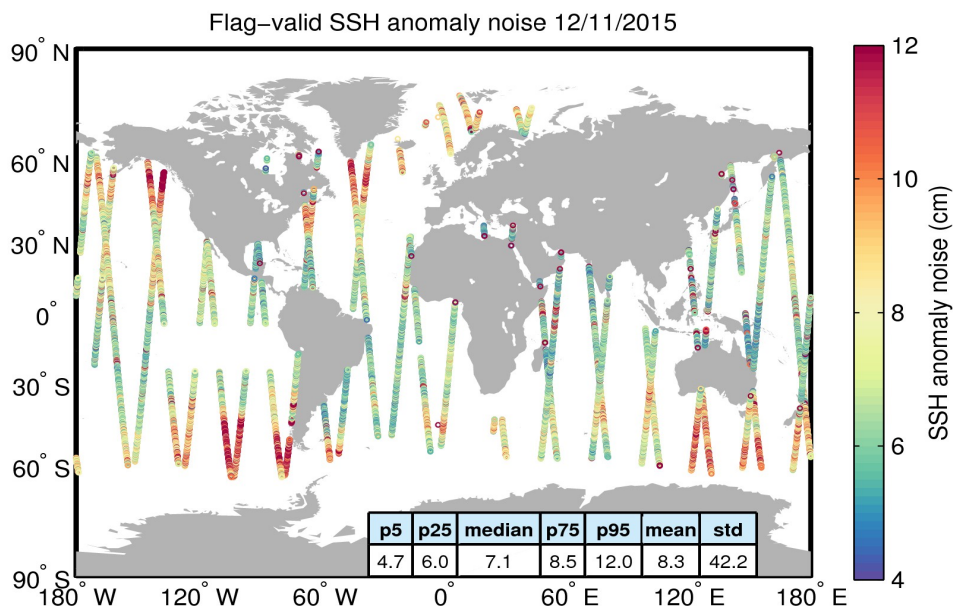 Flag−valid SSH anomaly noise 12/11/2015
90° N
60° N
30° N
0°
30° S
60° S
90° S
180° W 120° W 60° W 0° 60° E 120° E 180° E
p5 p25 median p75 p95 mean std
4.7 6.0 7.1 8.5 12.0 8.3 42.2
12
10
8
6
4
SSH anomaly noise (cm)